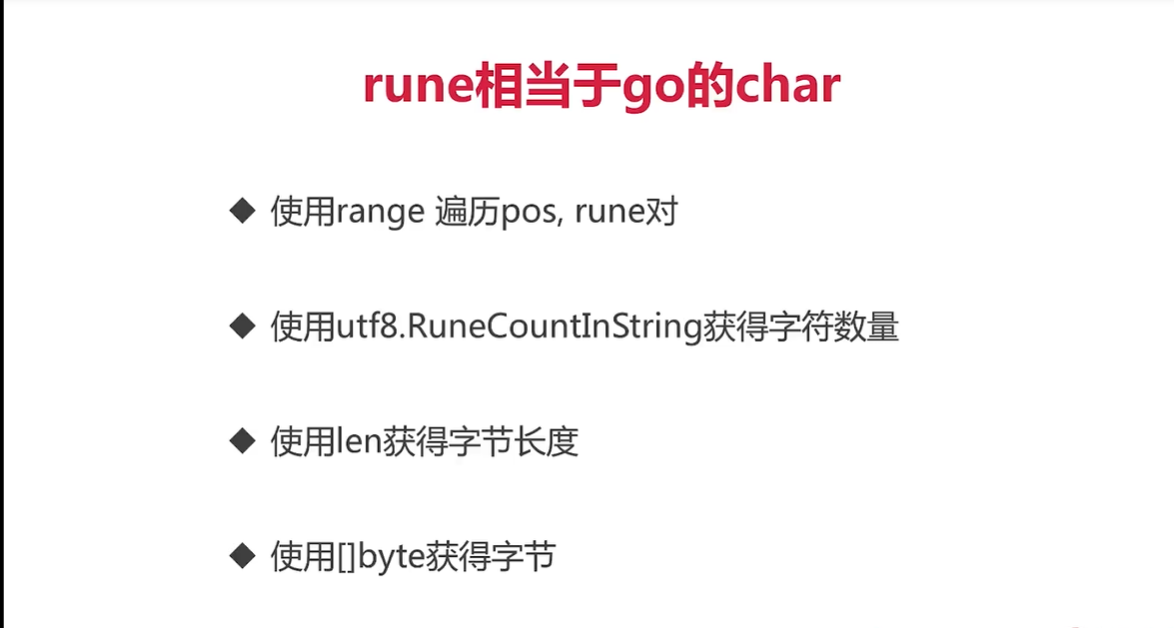 rune相当于go的char
◆ 使用range 遍历pos, rune对
◆ 使用utf8.RuneCountInString获得字符数量
◆ 使用len获得字节长度
◆ 使用[]byte获得字节